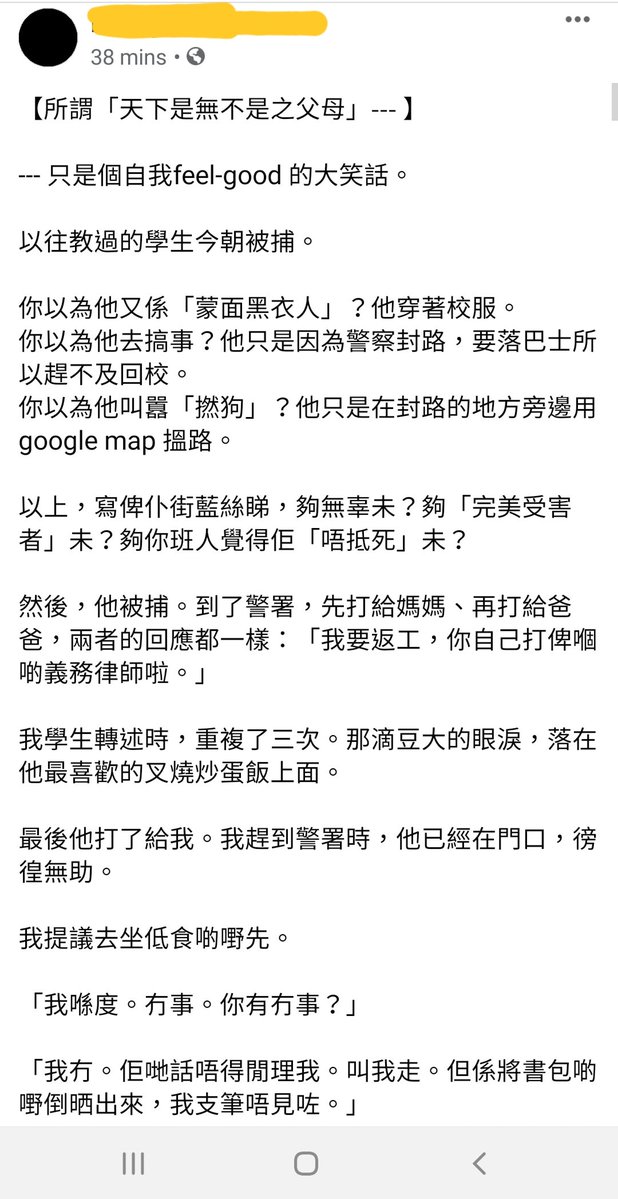 38 mins •
【所謂「天下是無不是之父母」--- 】
--- 只是個自我feel-good 的大笑話。
以往教過的學生今朝被捕。
你以為他又係「蒙面黑衣人」？他穿著校服。
你以為他去搞事？他只是因為警察封路，要落巴士所
以趕不及回校。
你以為他叫囂「撚狗」？他只是在封路的地方旁邊用
google map 搵路。
以上，寫俾仆街藍絲睇，夠無辜未？夠「完美受害
者」未？夠你班人覺得佢「唔抵死」未？
然後，他被捕。到了警署，先打給媽媽、再打給爸
爸，兩者的回應都一樣：「我要返工，你自己打俾嗰
啲義務律師啦。」
我學生轉述時，重複了三次。那滴豆大的眼淚，落在
他最喜歡的叉燒炒蛋飯上面。
最後他打了給我。我趕到警署時，他已經在門口，徬
徨無助。
我提議去坐低食啲嘢先。
「我喺度。冇事。你有冇事？」
「我冇。佢哋話唔得閒理我。叫我走。但係將書包啲
嘢倒晒出來，我支筆唔見咗。」